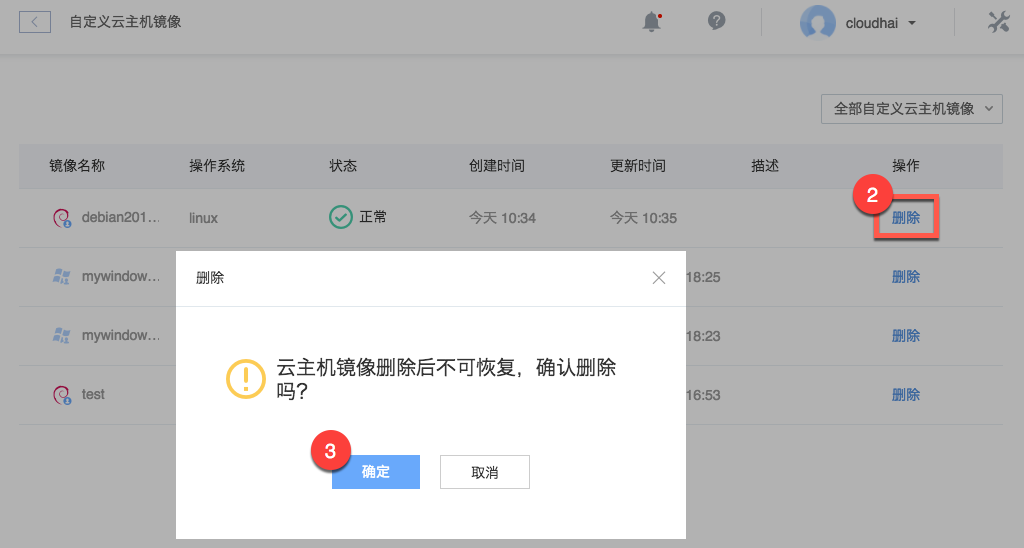 自定义云主机镜像
cloudhai
全部自定义云主机镜像
镜像名称 操作系统 状态 创建时间 更新时间 描述 操作
debian201... linux 正常 今天 10:34 今天 10:35 删除
2
mywindow... 18:25 删除
mywindow... 18:23 删除
test 16:53 删除
删除
云主机镜像删除后不可恢复，确认删除
吗?
3
确定 取消